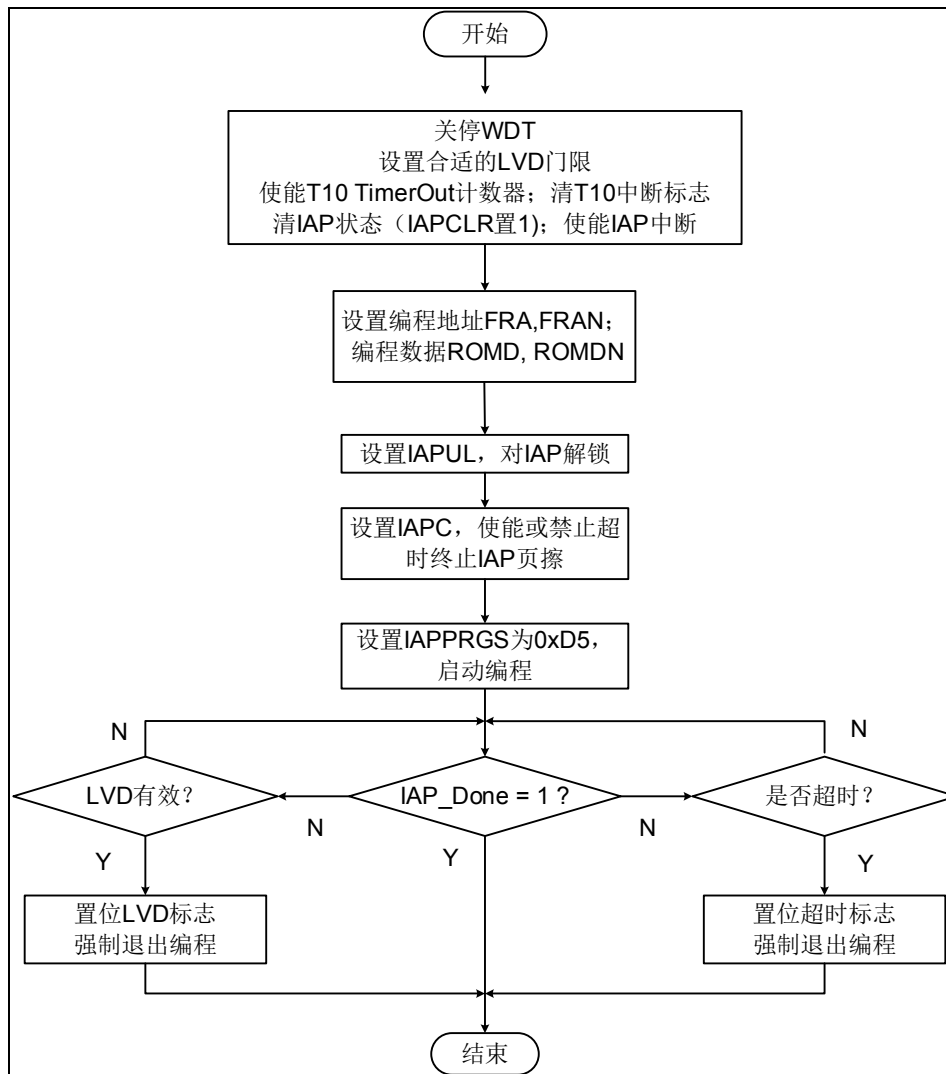 开始
关停WDT
设置合适的LVD门限
使能T10 TimerOut计数器；清T10中断标志
清IAP状态（IAPCLR置1)；使能IAP中断
设置编程地址FRA,FRAN；
编程数据ROMD, ROMDN
设置IAPUL，对IAP解锁
设置IAPC，使能或禁止超
时终止IAP页擦
设置IAPPRGS为0xD5，
启动编程
N
N
LVD有效？
IAP_Done = 1 ?
是否超时？
N
N
Y
Y
Y
置位LVD标志
强制退出编程
置位超时标志
强制退出编程
结束